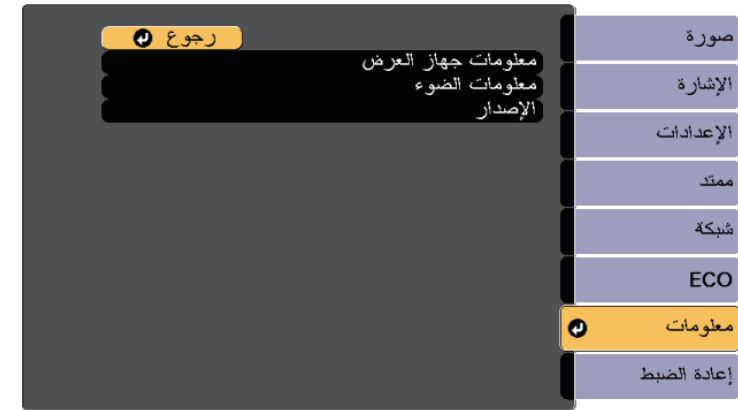 صورة
الإشارة
الإعدادات
ممتد
شبكة
ECO
معلومات
إعادة الضبط
رجوع
معلومات جهاز العرض
معلومات الضوء
الإصدار